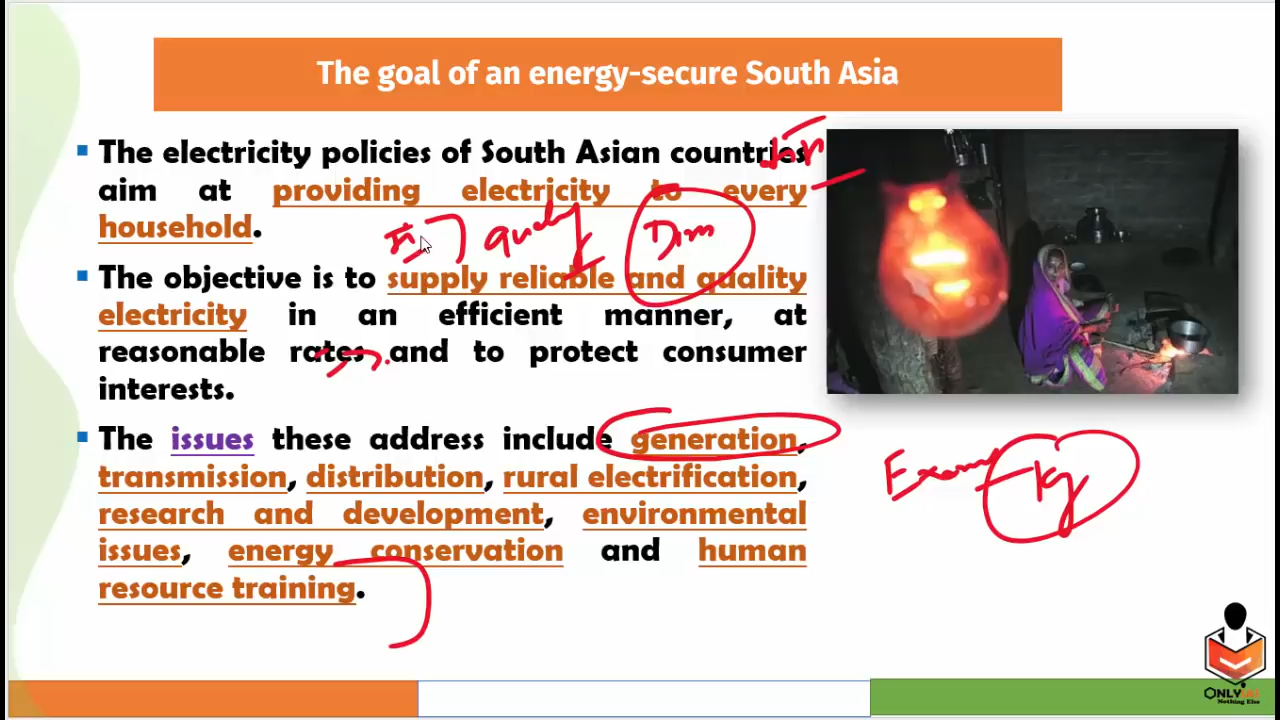 The goal of an energy-secure South Asia
The electricity policies of South Asian countries
aim at providing electricity to every
household.
Dim
The objective is to supply reliable and quality
electricity in an efficient manner, at
reasonable rates and to protect consumer
interests.
The issues these address include generation,
transmission, distribution, rural electrification,
research and development, environmental
issues, energy conservation and human
resource training.
ONLY
Nothing Else